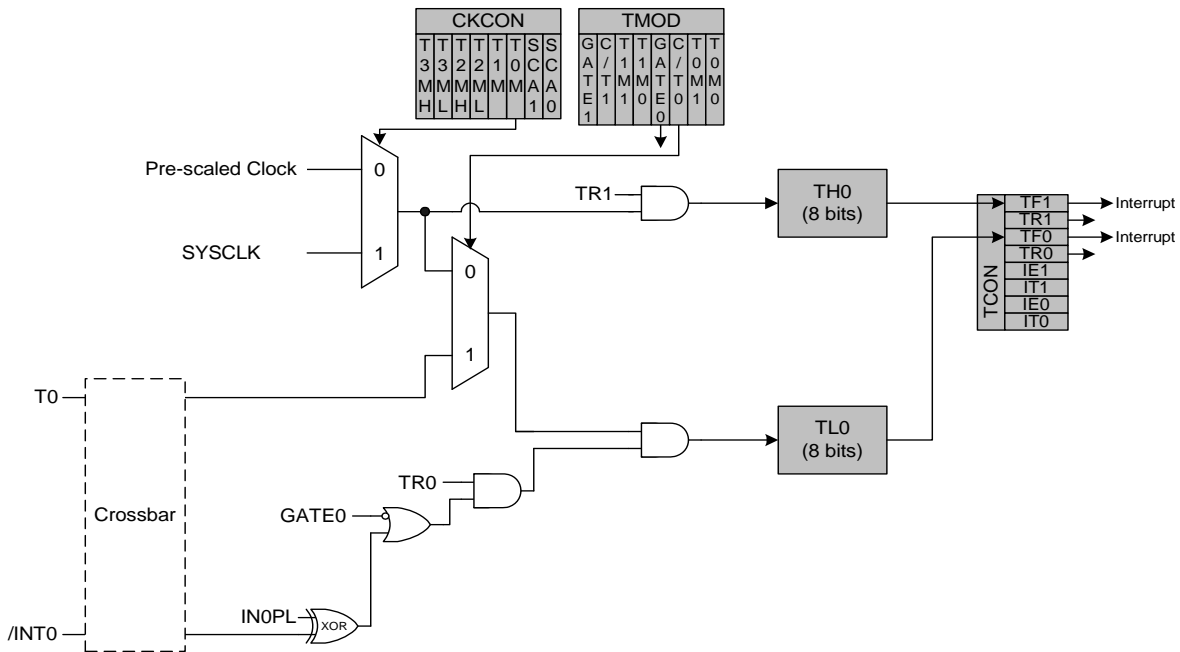 CKCON
T3MH
T3ML
T2MH
T2ML
T1M
T0M
SCA1
SCA0
TMOD
GATE1
C/T1
T1M1
T1M0
GATE0
C/T0
T0M1
T0M0
Pre-scaled Clock
0
SYSCLK
1
TR1
TH0
(8 bits)
TCON
TF1
TR1
TF0
TR0
IE1
IT1
IE0
IT0
Interrupt
Interrupt
0
1
T0
Crossbar
/INT0
TL0
(8 bits)
TR0
GATE0
IN0PL
XOR